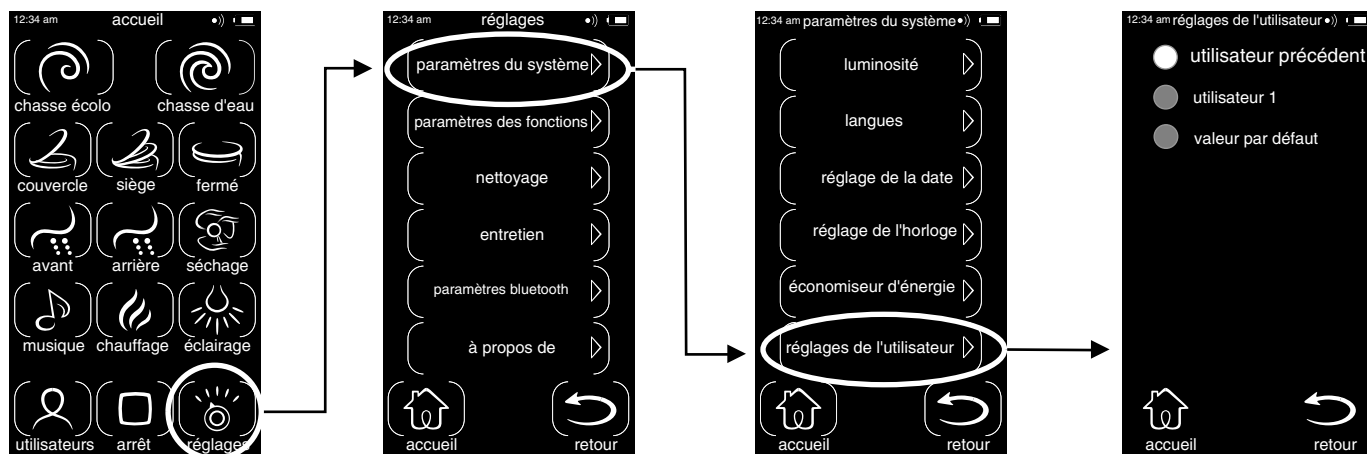 12:34 am accueil
chasse écolo chasse d'eau
couvercle siège fermé
avant arrière séchage
musique chauffage éclairage
utilisateurs arrêt réglages
12:34 am réglages
paramètres du système
paramètres des fonctions
nettoyage
entretien
paramètres bluetooth
à propos de
accueil retour
12:34 am paramètres du système
luminosité
langues
réglage de la date
réglage de l'horloge
économiseur d'énergie
réglages de l'utilisateur
accueil retour
12:34 am réglages de l'utilisateur
utilisateur précédent
utilisateur 1
valeur par défaut
accueil retour